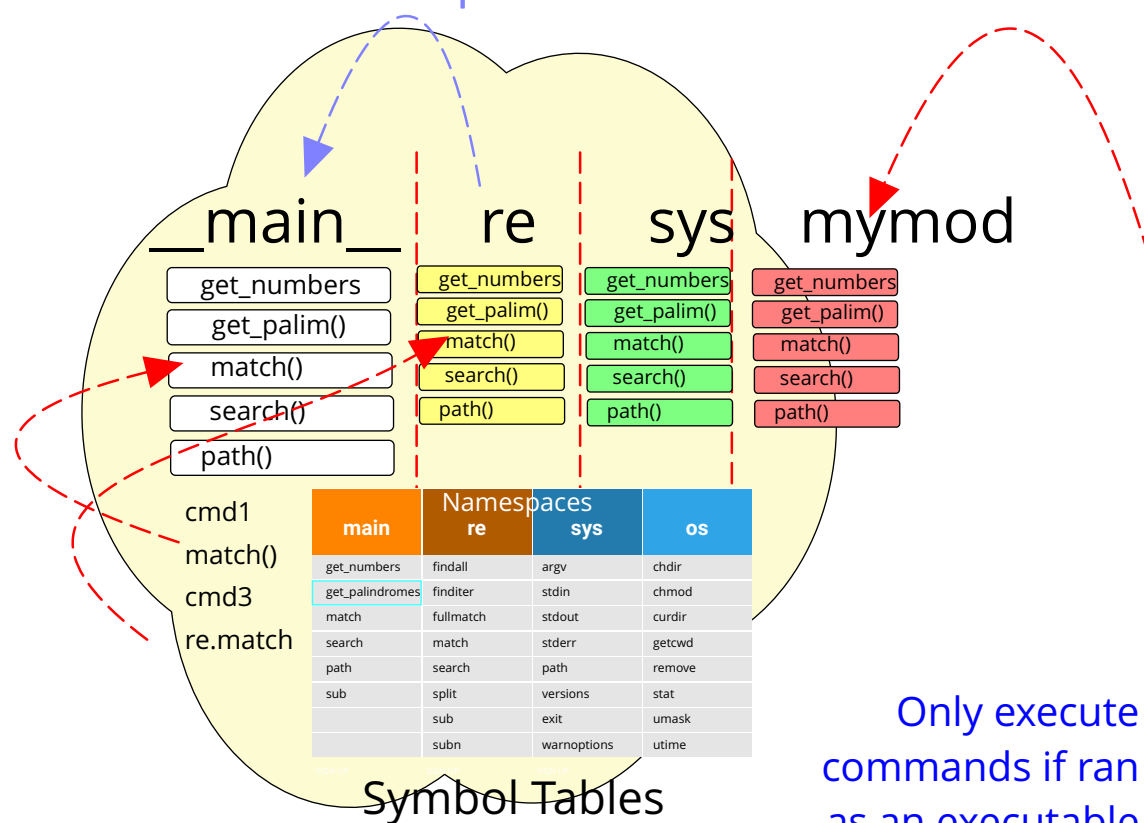 __main__ re sys mymod
get_numbers get_numbers get_numbers get_numbers
get_palim() get_palim() get_palim() get_palim()
match() match() match() match()
search() search() search() search()
path() path() path() path()
cmd1
match()
cmd3
re.match
Namespaces
main re sys os
get_numbers findall argv chdir
get_palindromes finditer stdin chmod
match fullmatch stdout curdir
search match stderr getcwd
path search path remove
sub split versions stat
sub exit umask
subn warnoptions utime
Symbol Tables
Only execute
commands if ran
as an executable